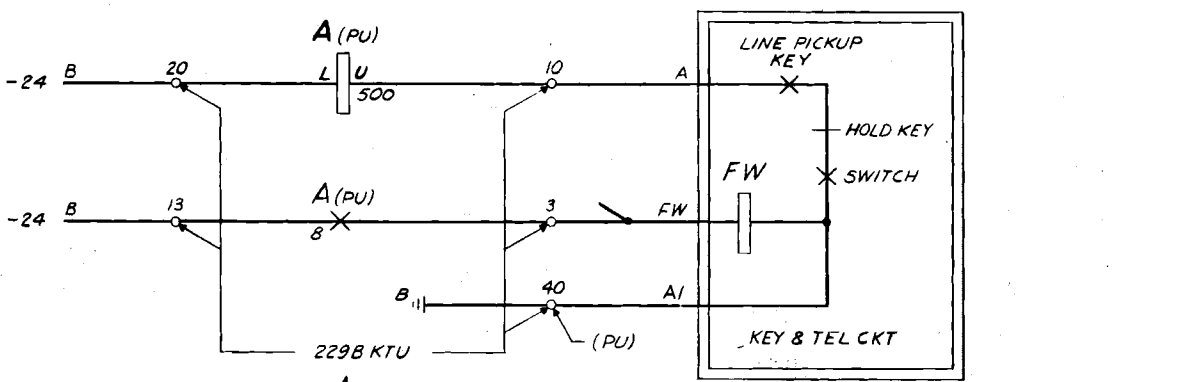 A (PU)
LINE PICKUP
KEY
-24 B 20 L U 10 A
500
HOLD KEY
A (PU) FW SWITCH
-24 B 13 3 FW
8
B 40 A1
(PU)
229B KTU
KEY & TEL CKT